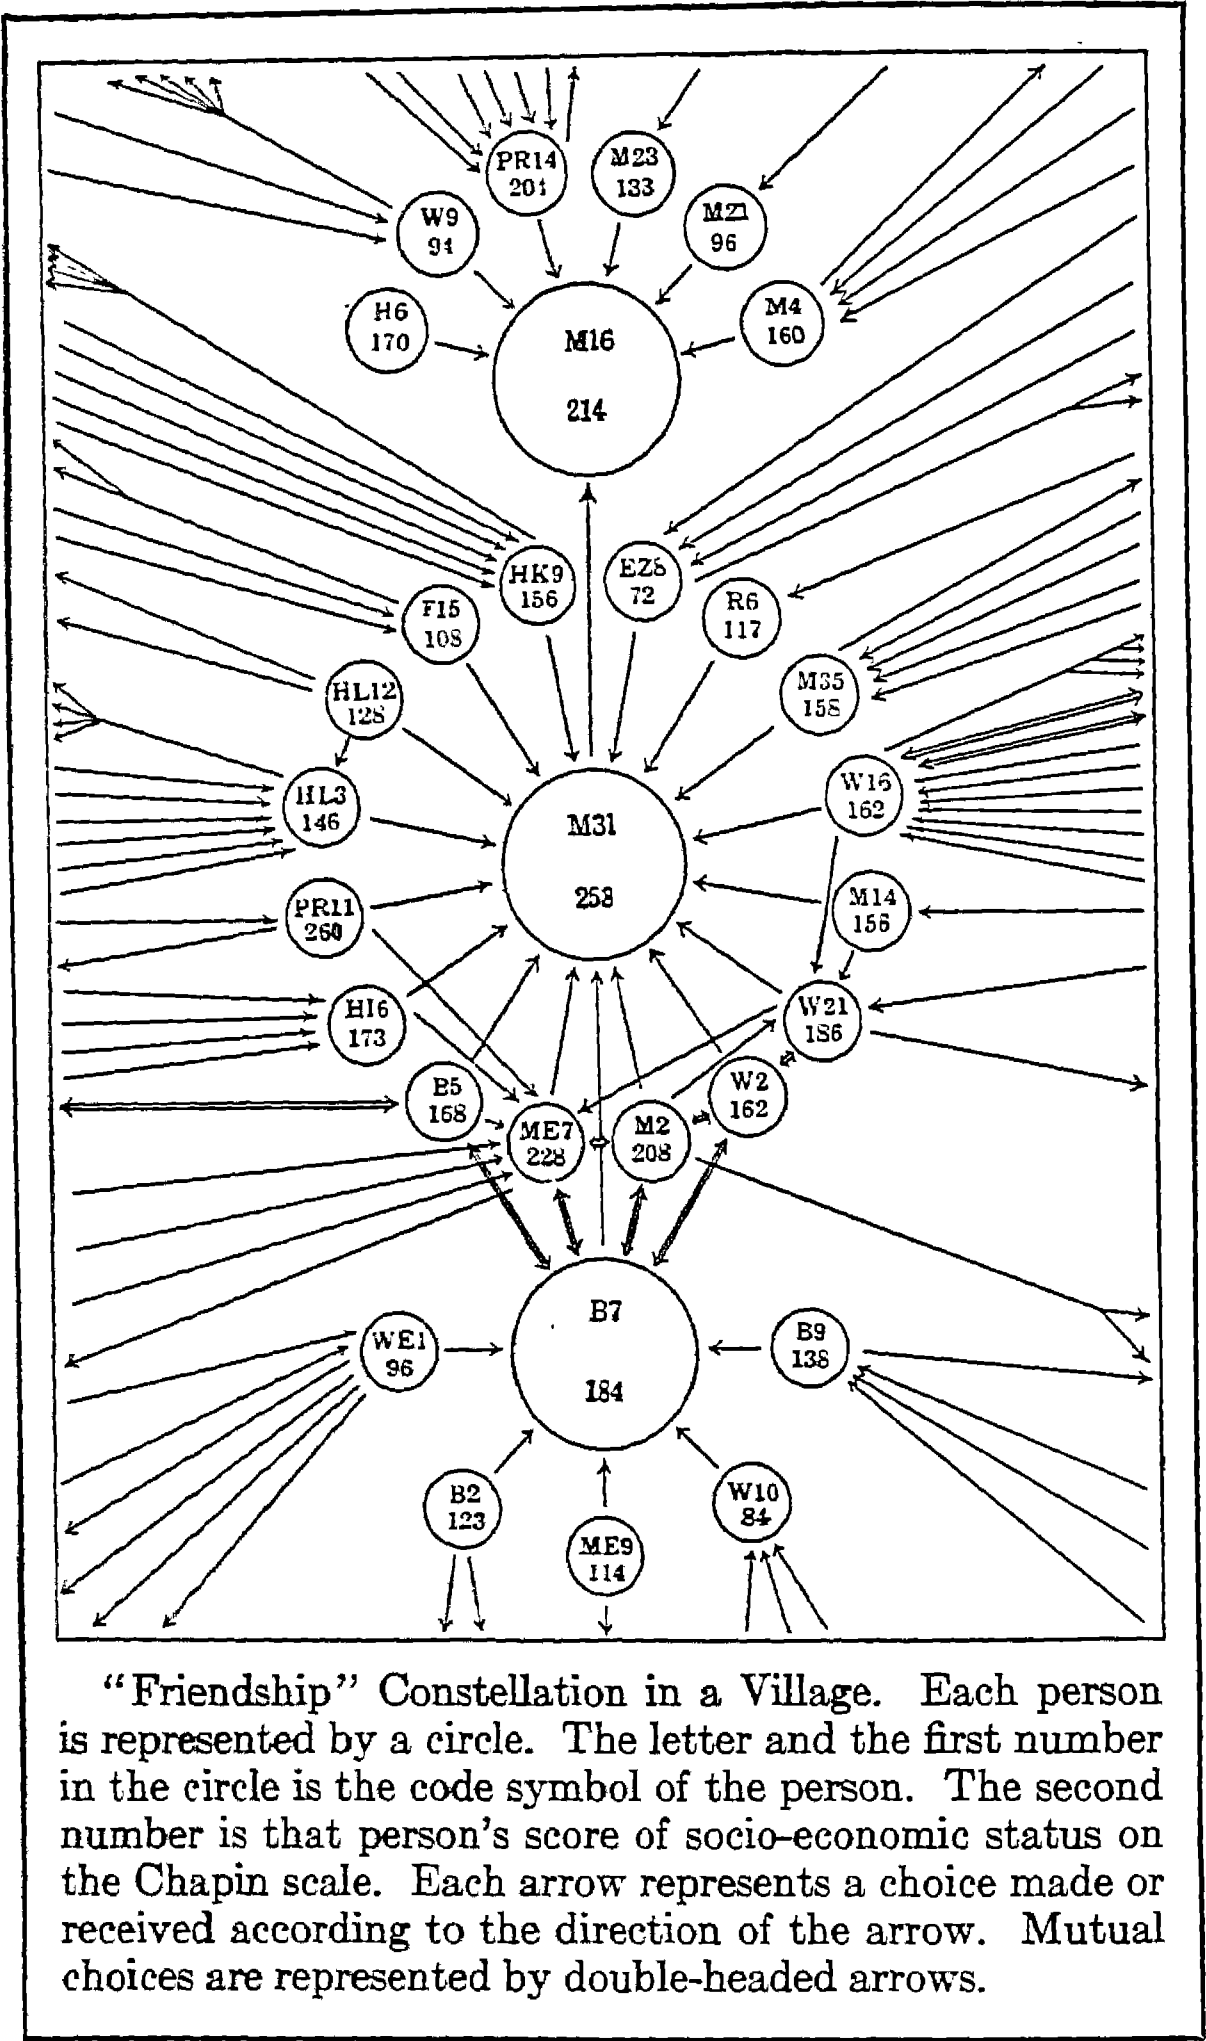 PR14
201
M23
133
W9
94
M21
96
H6
170
M16
214
M4
160
HK9
156
EZ8
72
F15
108
R6
117
HL12
128
M35
158
HL3
146
M31
258
W16
162
PR11
260
M14
156
HI6
173
W21
186
B5
168
ME7
228
M2
208
W2
162
B7
184
WE1
96
B9
138
B2
123
ME9
114
W10
84
“Friendship” Constellation in a Village. Each person
is represented by a circle. The letter and the first number
in the circle is the code symbol of the person. The second
number is that person’s score of socio-economic status on
the Chapin scale. Each arrow represents a choice made or
received according to the direction of the arrow. Mutual
choices are represented by double-headed arrows.